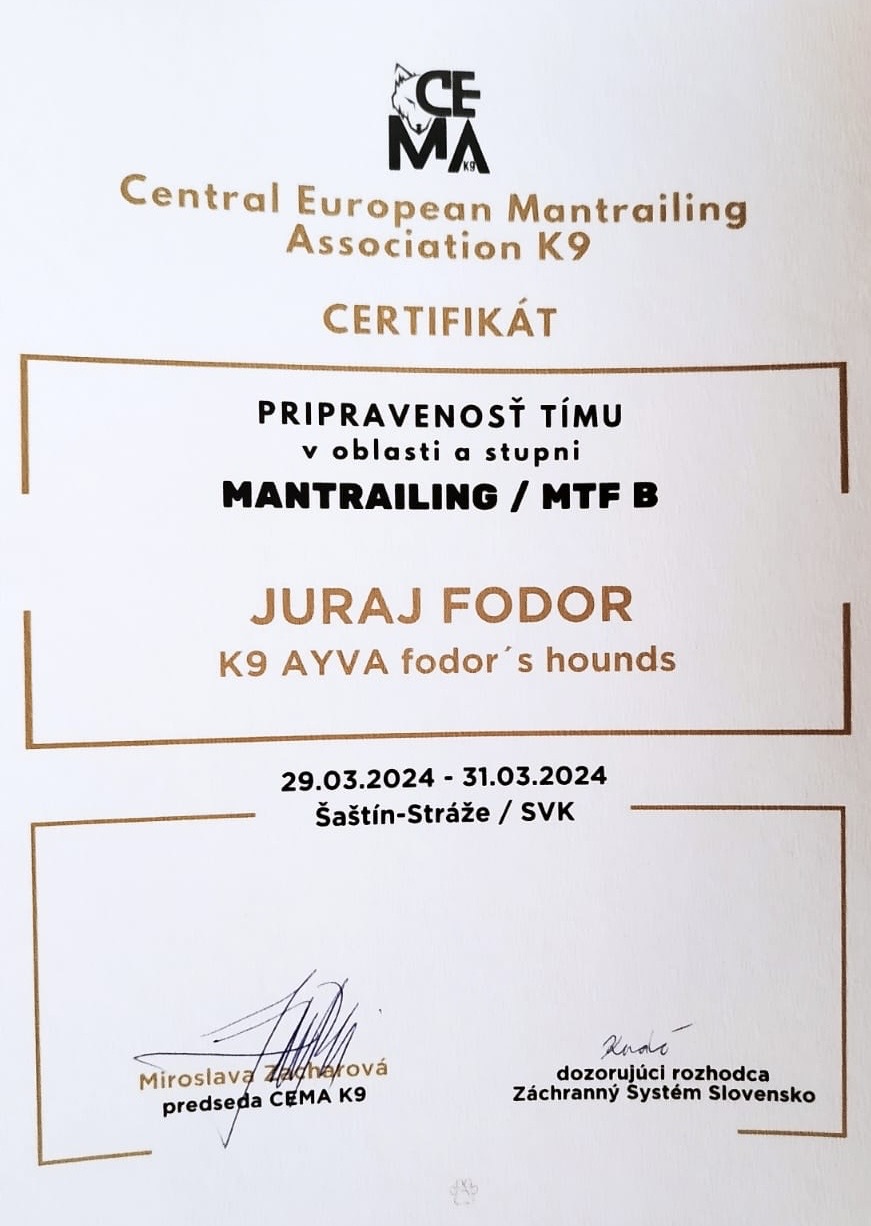 CE
MA
K9
Central European Mantrailing
Association K9
CERTIFIKÁT
PRIPRAVENOSŤ TÍMU
v oblasti a stupni
MANTRAILING / MTF B
JURAJ FODOR
K9 AYVA fodor´s hounds
29.03.2024 - 31.03.2024
Šaštín-Stráže / SVK
Miroslava Zacharová
predseda CEMA K9
dozorujúci rozhodca
Záchranný Systém Slovensko